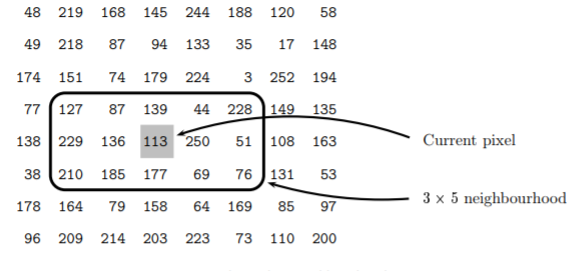 48 219 168 145 244 188 120 58
49 218 87 94 133 35 17 148
174 151 74 179 224 3 252 194
77 127 87 139 44 228 149 135
138 229 136 113 250 51 108 163
Current pixel
38 210 185 177 69 76 131 53
3 × 5 neighbourhood
178 164 79 158 64 169 85 97
96 209 214 203 223 73 110 200